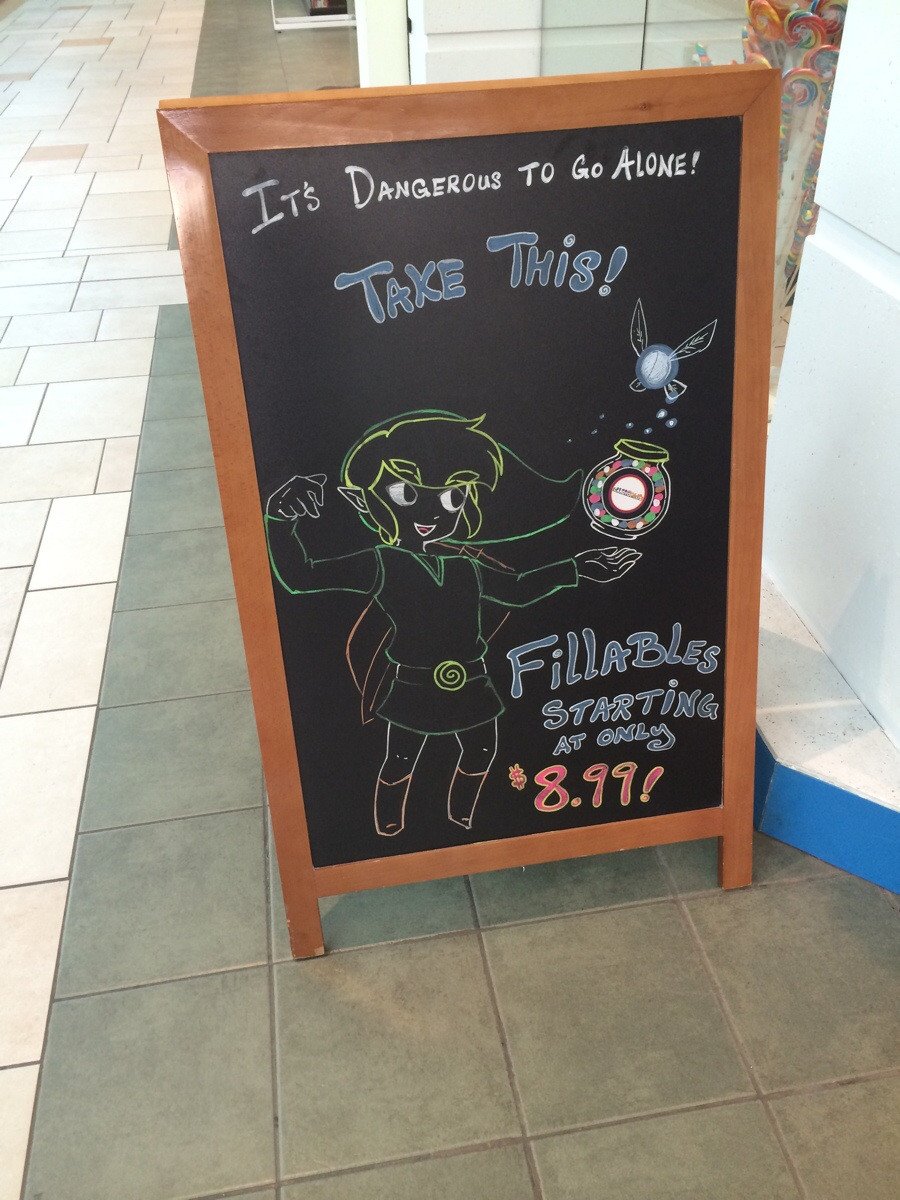 It's Dangerous to go Alone!
Take This!
Fillables
Starting
at only
$8.99!